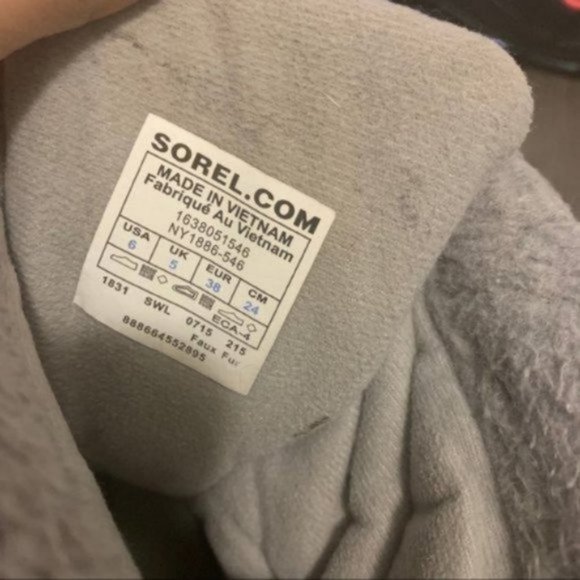 SOREL.COM
MADE IN VIETNAM
Fabriqué Au Vietnam
1638051546
NY1886-546
USA UK EUR CM
6 5 38 24
ECA-4
1831 SWL 0715 215
Faux Fur
888664552895